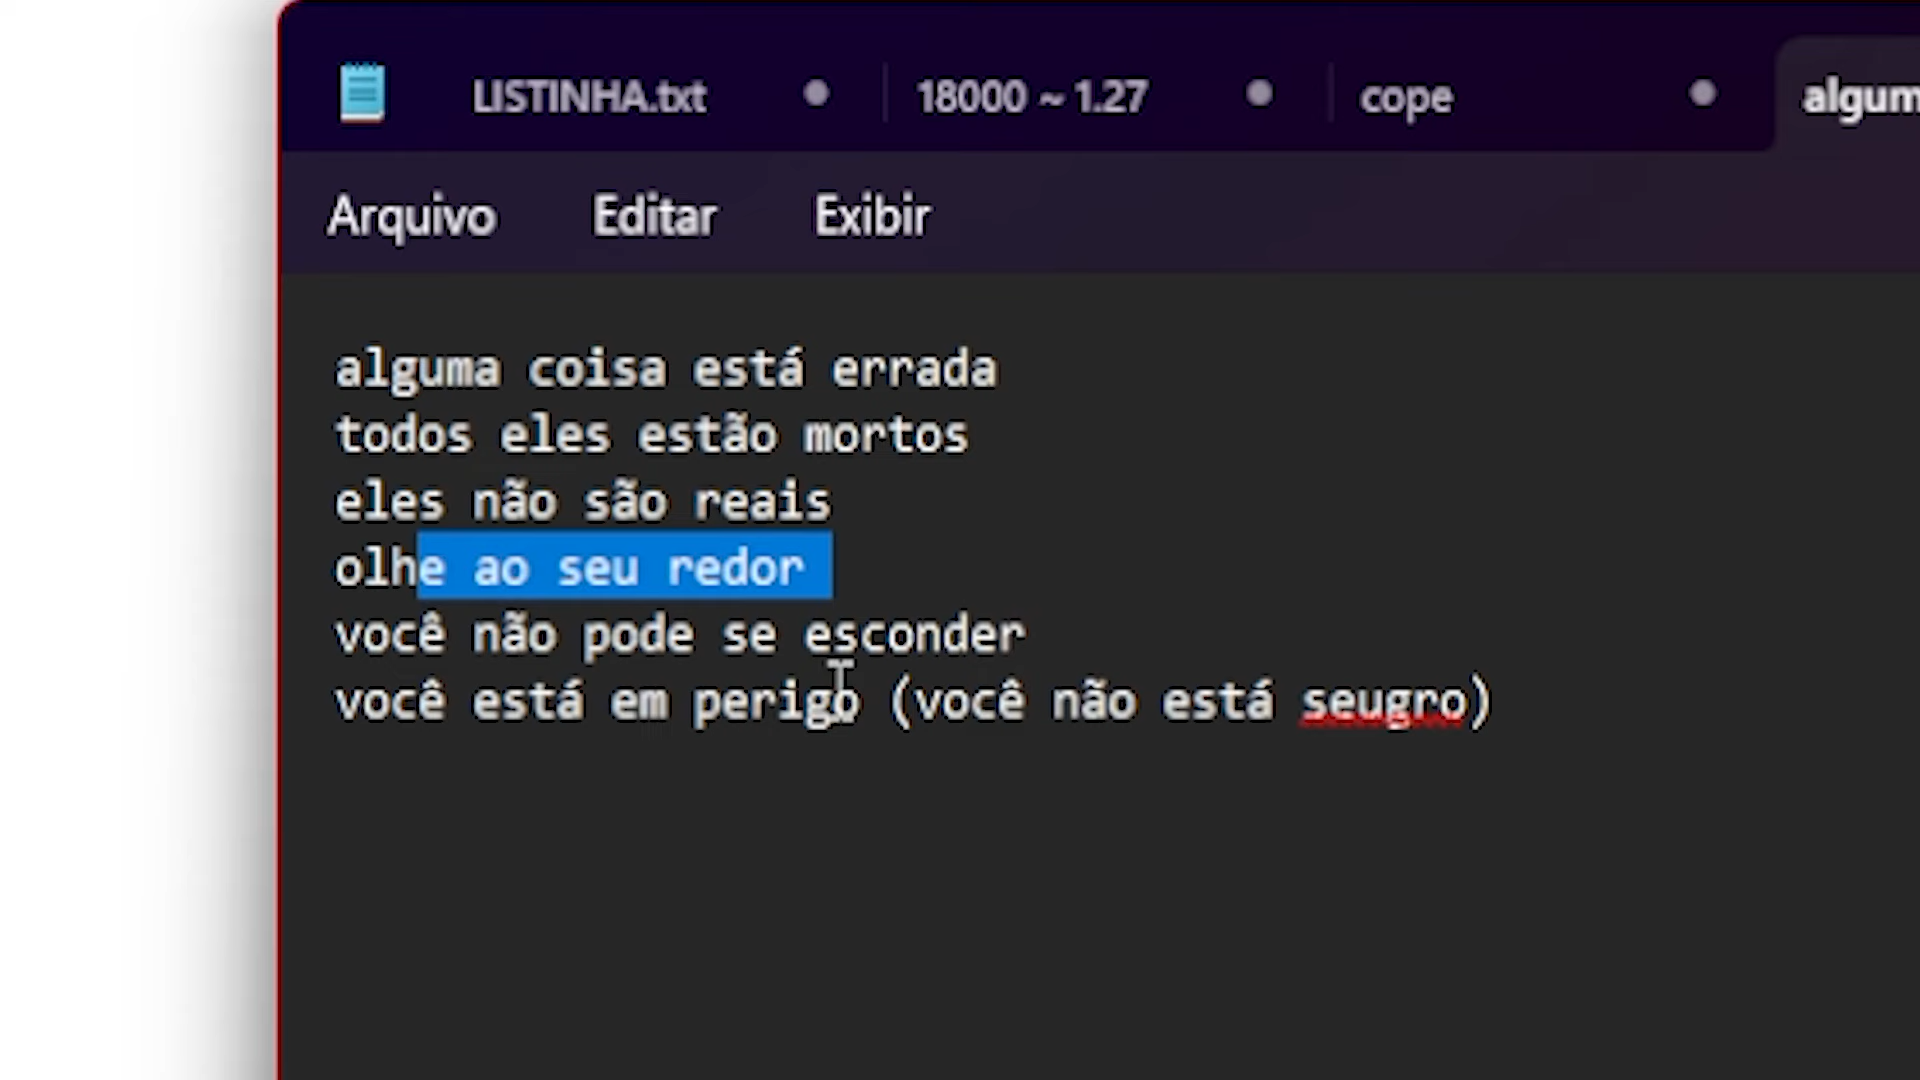 LISTINHA.txt 18000 ~ 1.27 cope algum
Arquivo Editar Exibir
alguma coisa está errada
todos eles estão mortos
eles não são reais
olhe ao seu redor
você não pode se esconder
você está em perigo (você não está seugro)